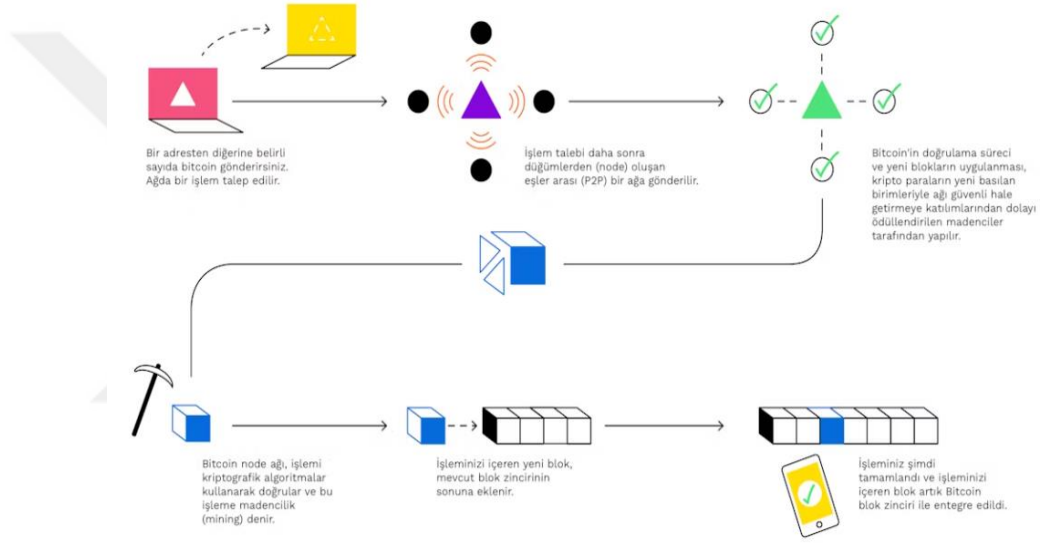 Bir adresten diğerine belirli
sayıda bitcoin gönderirsiniz.
Ağda bir işlem talep edilir.
İşlem talebi daha sonra
düğümlerden (node) oluşan
eşler arası (P2P) bir ağa gönderilir.
Bitcoin'in doğrulama süreci
ve yeni blokların uygulanması,
kripto paraların yeni basılan
birimleriyle ağı güvenli hale
getirmeye katılımlarından dolayı
ödüllendirilen madenciler
tarafından yapılır.
Bitcoin node ağı, işlemi
kriptografik algoritmalar
kullanarak doğrular ve bu
işleme madencilik
(mining) denir.
İşleminizi içeren yeni blok,
mevcut blok zincirinin
sonuna eklenir.
İşleminiz şimdi
tamamlandı ve işleminizi
içeren blok artık Bitcoin
blok zinciri ile entegre edildi.